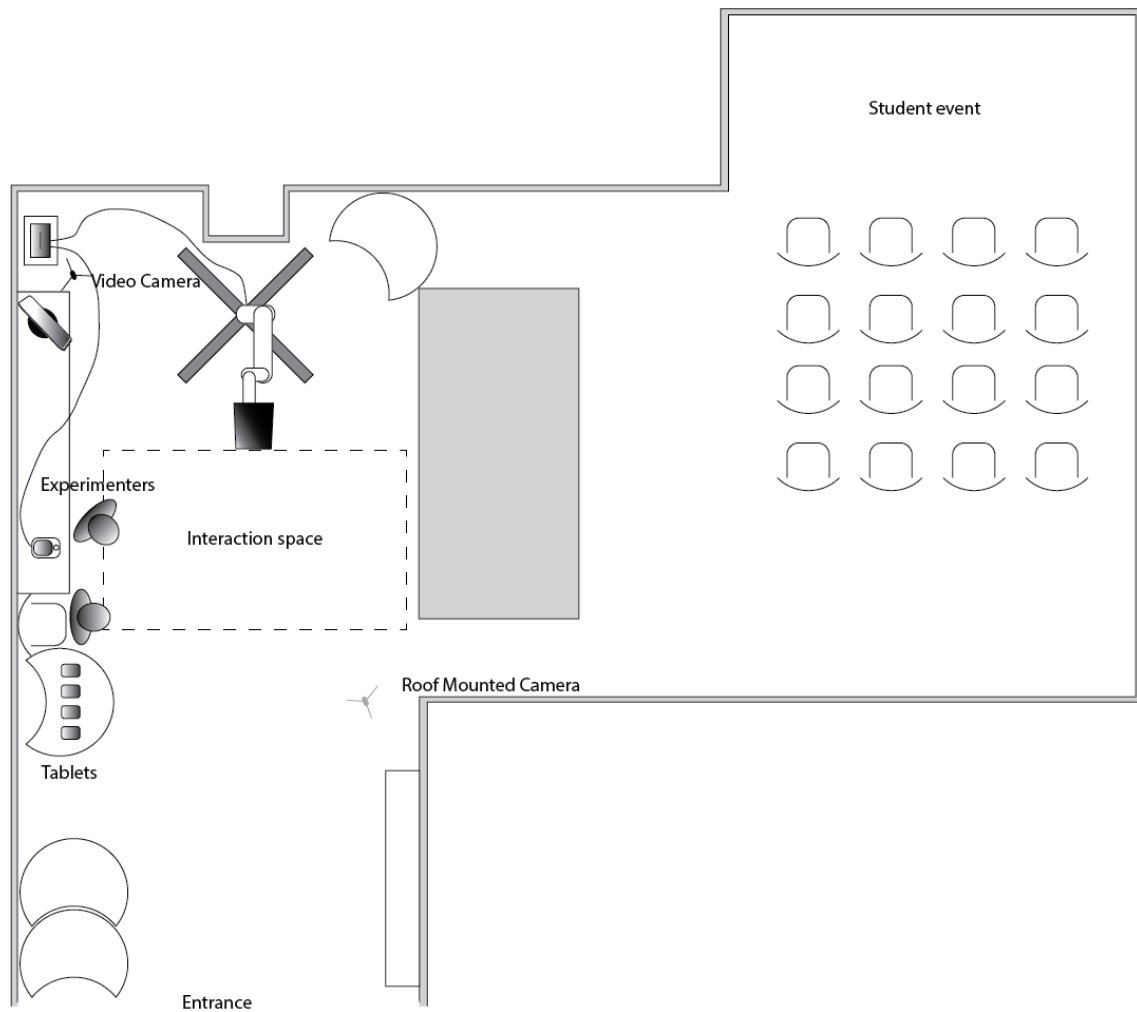 Student event
Video Camera
Experimenters
Interaction space
Roof Mounted Camera
Tablets
Entrance